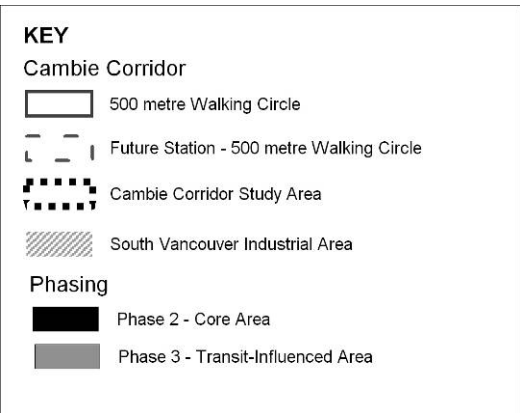 KEY
Cambie Corridor
500 metre Walking Circle
Future Station - 500 metre Walking Circle
Cambie Corridor Study Area
South Vancouver Industrial Area
Phasing
Phase 2 - Core Area
Phase 3 - Transit-Influenced Area